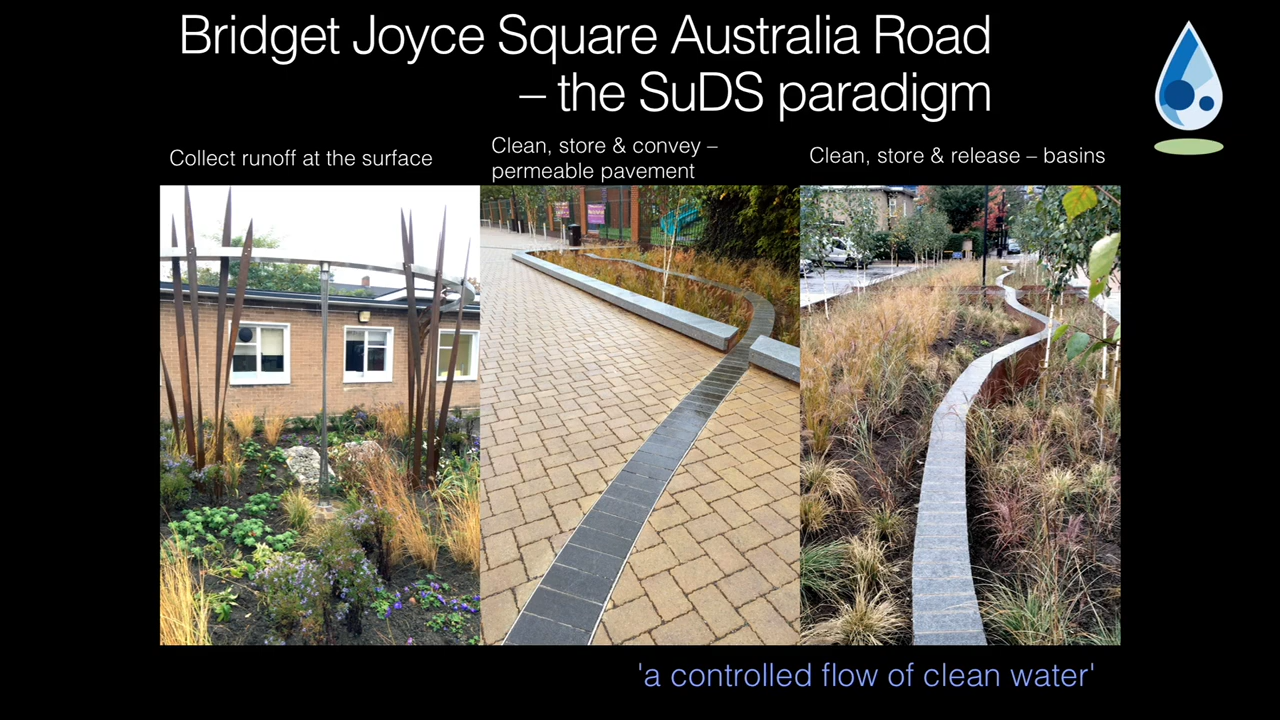 Bridget Joyce Square Australia Road
– the SuDS paradigm
Collect runoff at the surface
Clean, store & convey –
permeable pavement
Clean, store & release – basins
'a controlled flow of clean water'